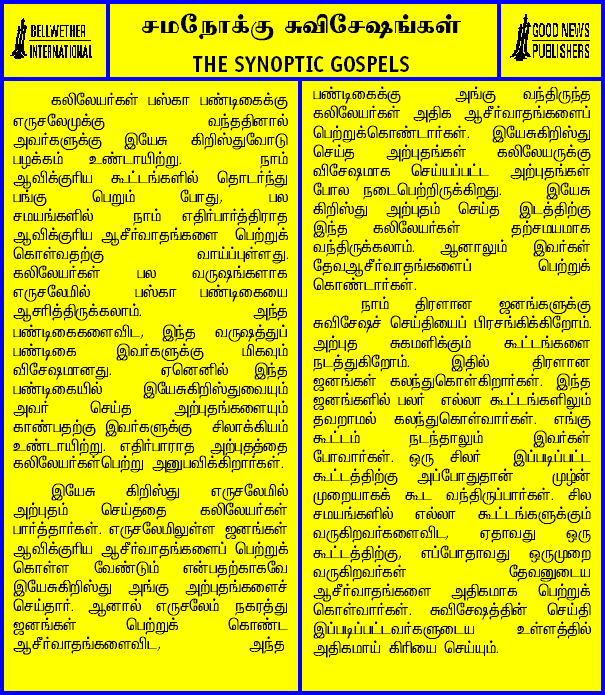 BELLWETHER
INTERNATIONAL
சமநோக்கு சுவிசேஷங்கள்
THE SYNOPTIC GOSPELS
GOOD NEWS
PUBLISHERS
கலிலேயர்கள் பஸ்கா பண்டிகைக்கு
எருசலேமுக்கு வந்ததினால்
அவர்களுக்கு இயேசு கிறிஸ்துவோடு
பழக்கம் உண்டாயிற்று. நாம்
ஆவிக்குரிய கூட்டங்களில் தொடர்ந்து
பங்கு பெறும் போது, பல
சமயங்களில் நாம் எதிர்பார்த்திராத
ஆவிக்குரிய ஆசீர்வாதங்களை பெற்றுக்
கொள்வதற்கு வாய்ப்புள்ளது.
கலிலேயர்கள் பல வருஷங்களாக
எருசலேமில் பஸ்கா பண்டிகையை
ஆசரித்திருக்கலாம். அந்த
பண்டிகைகளைவிட, இந்த வருஷத்துப்
பண்டிகை இவர்களுக்கு மிகவும்
விசேஷமானது. ஏனெனில் இந்த
பண்டிகையில் இயேசுகிறிஸ்துவையும்
அவர் செய்த அற்புதங்களையும்
காண்பதற்கு இவர்களுக்கு சிலாக்கியம்
உண்டாயிற்று. எதிர்பாராத அற்புதத்தை
கலிலேயர்கள்பெற்று அனுபவிக்கிறார்கள்.
இயேசு கிறிஸ்து எருசலேமில்
அற்புதம் செய்ததை கலிலேயர்கள்
பார்த்தார்கள். எருசலேமிலுள்ள ஜனங்கள்
ஆவிக்குரிய ஆசீர்வாதங்களைப் பெற்றுக்
கொள்ள வேண்டும் என்பதற்காகவே
இயேசுகிறிஸ்து அங்கு அற்புதங்களைச்
செய்தார். ஆனால் எருசலேம் நகரத்து
ஜனங்கள் பெற்றுக் கொண்ட
ஆசீர்வாதங்களைவிட, அந்த
பண்டிகைக்கு அங்கு வந்திருந்த
கலிலேயர்கள் அதிக ஆசீர்வாதங்களைப்
பெற்றுக்கொண்டார்கள். இயேசுகிறிஸ்து
செய்த அற்புதங்கள் கலிலேயருக்கு
விசேஷமாக செய்யப்பட்ட அற்புதங்கள்
போல நடைபெற்றிருக்கிறது. இயேசு
கிறிஸ்து அற்புதம் செய்த இடத்திற்கு
இந்த கலிலேயர்கள் தற்சமயமாக
வந்திருக்கலாம். ஆனாலும் இவர்கள்
தேவஆசீர்வாதங்களைப் பெற்றுக்
கொண்டார்கள்.
நாம் திரளான ஜனங்களுக்கு
சுவிசேஷச் செய்தியைப் பிரசங்கிக்கிறோம்.
அற்புத சுகமளிக்கும் கூட்டங்களை
நடத்துகிறோம். இதில் திரளான
ஜனங்கள் கலந்துகொள்கிறார்கள். இந்த
ஜனங்களில் பலர் எல்லா கூட்டங்களிலும்
தவறாமல் கலந்துகொள்வார்கள். எங்கு
கூட்டம் நடந்தாலும் இவர்கள்
போவார்கள். ஒரு சிலர் இப்படிப்பட்ட
கூட்டத்திற்கு அப்போதுதான் முழ்ன்
முறையாகக் கூட வந்திருப்பார்கள். சில
சமயங்களில் எல்லா கூட்டங்களுக்கும்
வருகிறவர்களைவிட, ஏதாவது ஒரு
கூட்டத்திற்கு, எப்போதாவது ஒருமுறை
வருகிறவர்கள் தேவனுடைய
ஆசீர்வாதங்களை அதிகமாக பெற்றுக்
கொள்வார்கள். சுவிசேஷத்தின் செய்தி
இப்படிப்பட்டவர்களுடைய உள்ளத்தில்
அதிகமாய் கிரியை செய்யும்.